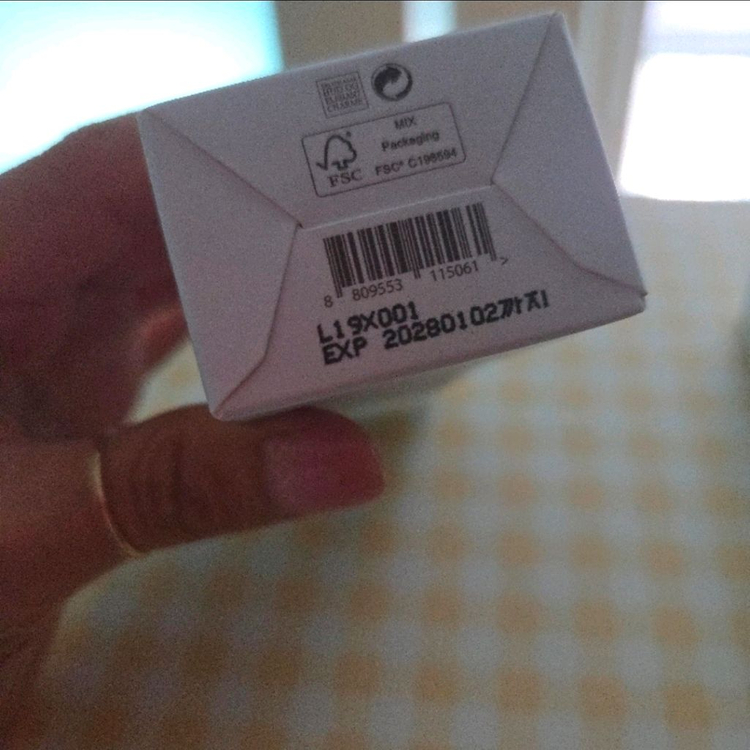 MIX
Packaging
FSC® C198594
FSC
8 809553 115061 >
L19X001
EXP 20280102까지